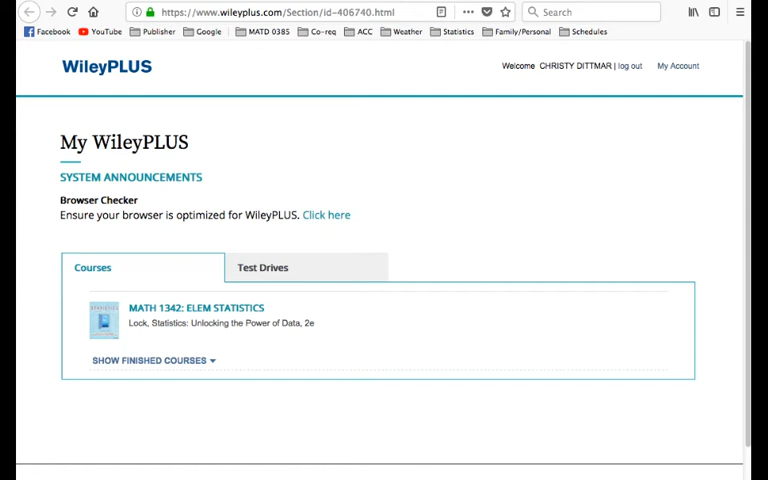 https://www.wileyplus.com/Section/id-406740.html
Search
Facebook YouTube Publisher Google MATD 0385 Co-req ACC Weather Statistics Family/Personal Schedules
WileyPLUS
Welcome CHRISTY DITTMAR | log out My Account
My WileyPLUS
SYSTEM ANNOUNCEMENTS
Browser Checker
Ensure your browser is optimized for WileyPLUS. Click here
Courses Test Drives
MATH 1342: ELEM STATISTICS
Lock, Statistics: Unlocking the Power of Data, 2e
SHOW FINISHED COURSES